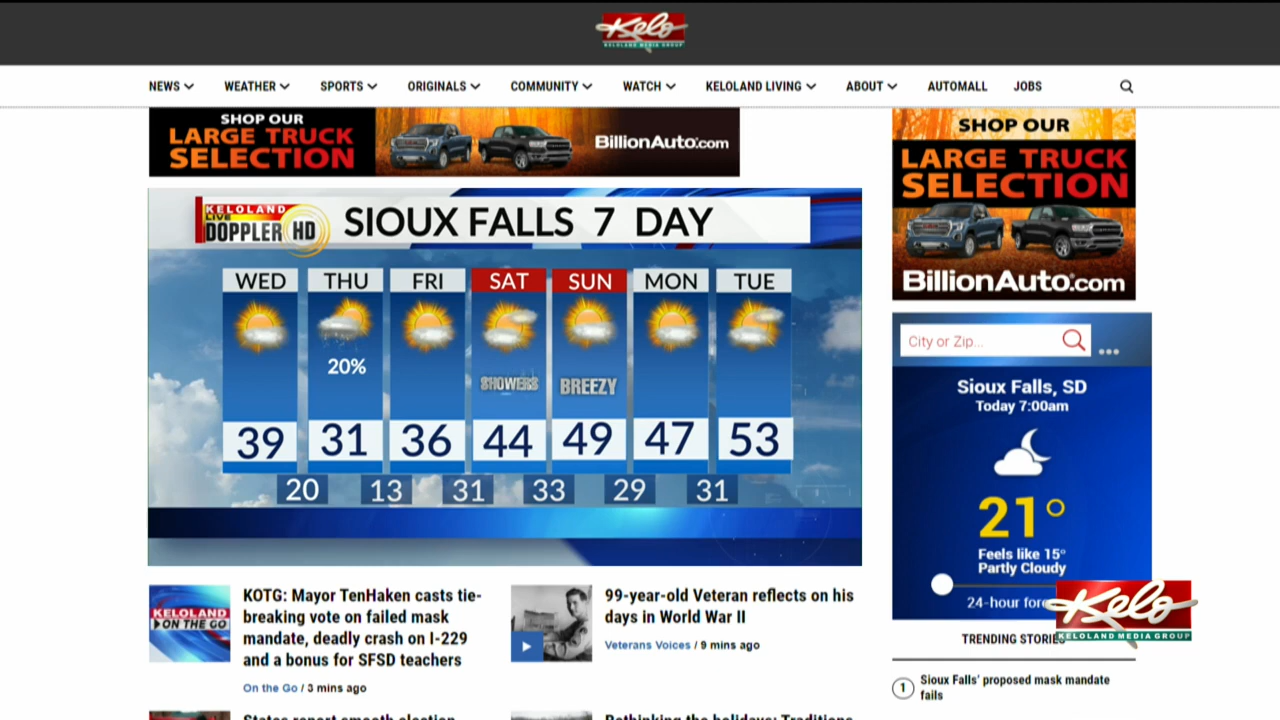 Kelo
KELOLAND MEDIA GROUP
NEWS WEATHER SPORTS ORIGINALS COMMUNITY WATCH KELOLAND LIVING ABOUT AUTOMALL JOBS
SHOP OUR
LARGE TRUCK
SELECTION
BillionAuto.com
SHOP OUR
LARGE TRUCK
SELECTION
BillionAuto.com
KELOLAND
LIVE
DOPPLER HD
SIOUX FALLS 7 DAY
WED THU FRI SAT SUN MON TUE
20%
SHOWERS BREEZY
39 31 36 44 49 47 53
20 13 31 33 29 31
City or Zip...
Sioux Falls, SD
Today 7:00am
21°
Feels like 15°
Partly Cloudy
24-hour fore
Kelo
KELOLAND MEDIA GROUP
KELOLAND
ON THE GO
KOTG: Mayor TenHaken casts tie-
breaking vote on failed mask
mandate, deadly crash on I-229
and a bonus for SFSD teachers
On the Go / 3 mins ago
99-year-old Veteran reflects on his
days in World War II
Veterans Voices / 9 mins ago
TRENDING STORIES
1 Sioux Falls' proposed mask mandate
fails
States report smooth election
Rethinking the holidays: Traditions